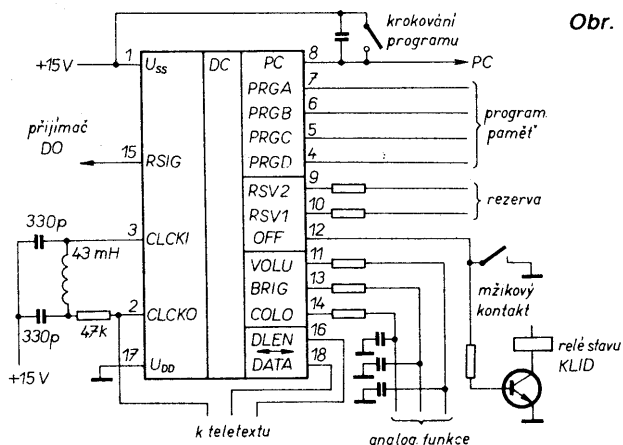 Obr.
krokování
programu
+15V
1
U_SS
DC
PC
8
PC
PRGA
7
PRGB
6
PRGC
5
PRGD
4
program.
paměť
přijímač
DO
15
RSIG
RSV2
9
RSV1
10
rezerva
OFF
12
330p
3
CLCKI
43 mH
VOLU
11
BRIG
13
COLO
14
mžikový
kontakt
330p
47k
2
CLCKO
DLEN
16
DATA
18
relé stavu
KLID
17
U_DD
+15V
k teletextu
analog. funkce